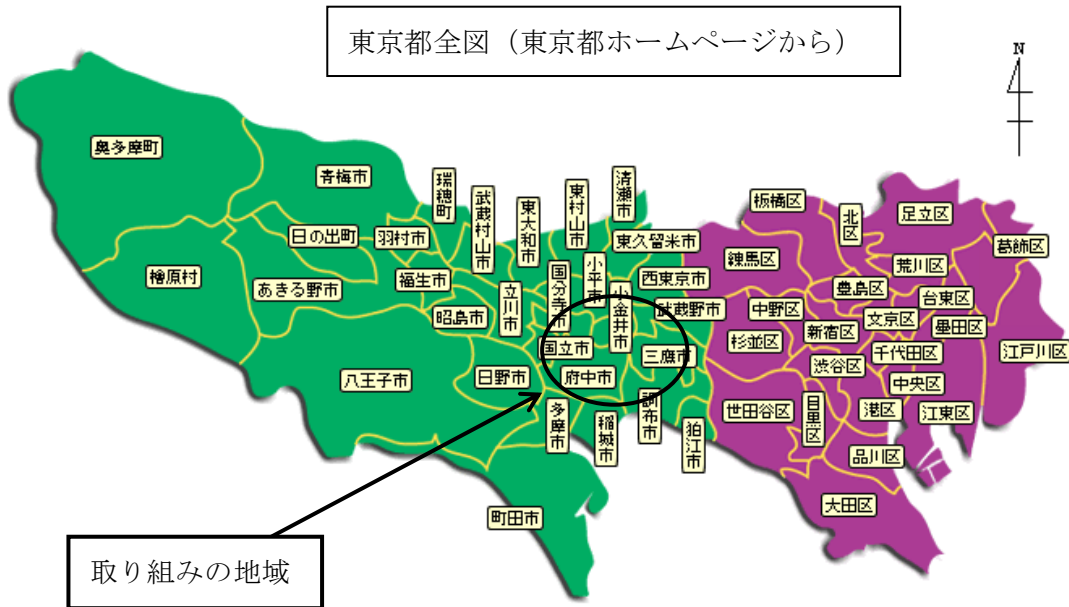 東京都全図（東京都ホームページから）
N
奥多摩町
青梅市
瑞穂町
武蔵村山市
東大和市
東村山市
清瀬市
板橋区
北区
足立区
日の出町
羽村市
東久留米市
練馬区
葛飾区
檜原村
あきる野市
福生市
国分寺市
小平市
西東京市
荒川区
昭島市
立川市
小金井市
武蔵野市
中野区
豊島区
台東区
国立市
三鷹市
杉並区
新宿区
文京区
墨田区
八王子市
日野市
府中市
渋谷区
千代田区
江戸川区
中央区
多摩市
稲城市
調布市
狛江市
世田谷区
目黒区
港区
江東区
品川区
町田市
大田区
取り組みの地域